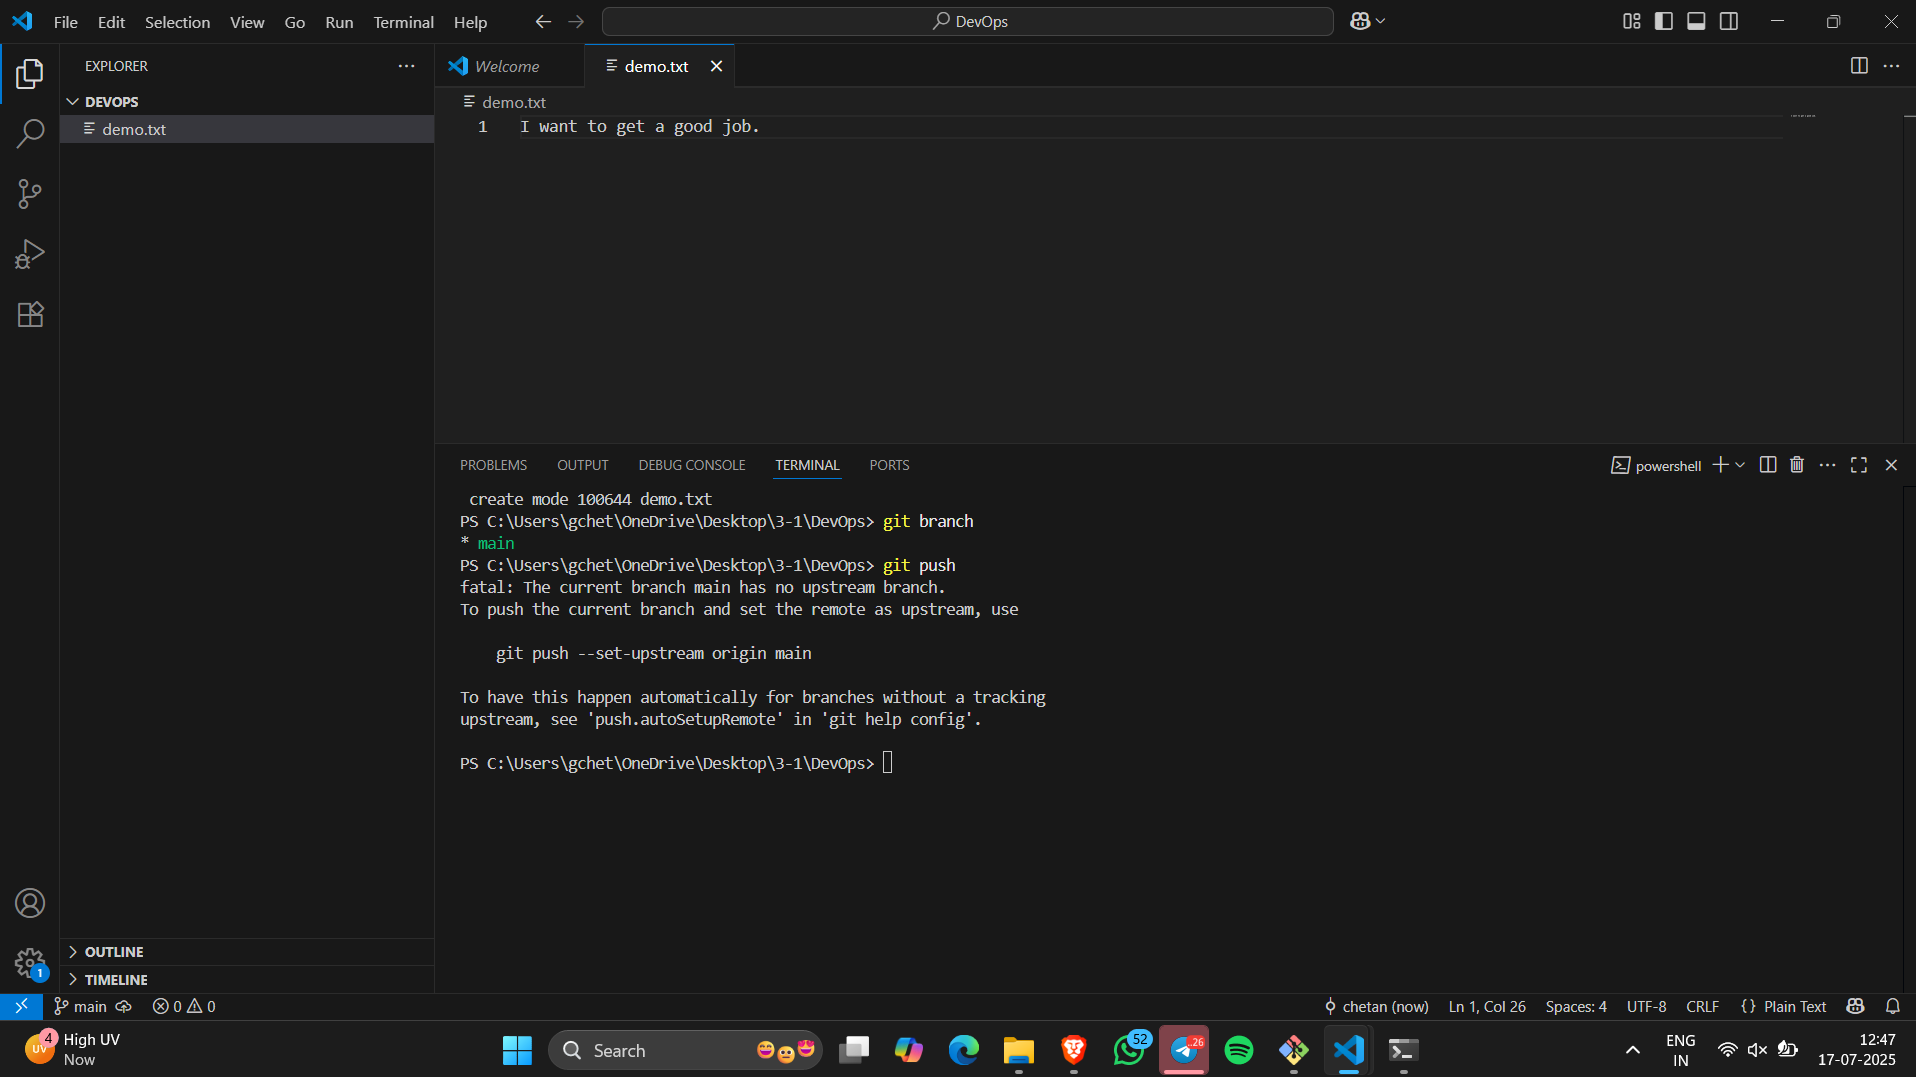 File Edit Selection View Go Run Terminal Help
DevOps
EXPLORER
DEVOPS
demo.txt
Welcome
demo.txt
demo.txt
1 I want to get a good job.
PROBLEMS OUTPUT DEBUG CONSOLE TERMINAL PORTS
powershell
create mode 100644 demo.txt
PS C:\Users\gchet\OneDrive\Desktop\3-1\DevOps> git branch
* main
PS C:\Users\gchet\OneDrive\Desktop\3-1\DevOps> git push
fatal: The current branch main has no upstream branch.
To push the current branch and set the remote as upstream, use
git push --set-upstream origin main
To have this happen automatically for branches without a tracking
upstream, see 'push.autoSetupRemote' in 'git help config'.
PS C:\Users\gchet\OneDrive\Desktop\3-1\DevOps>
1
OUTLINE
TIMELINE
main 0 0
chetan (now) Ln 1, Col 26 Spaces: 4 UTF-8 CRLF {} Plain Text
UV 4 High UV
Now
Search
52
26
ENG
IN
12:47
17-07-2025